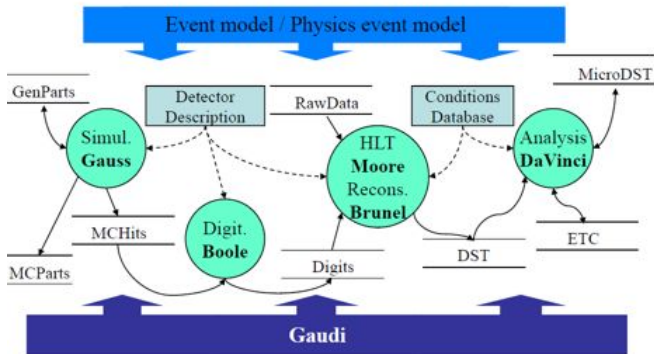 Event model / Physics event model
MicroDST
GenParts
Detector
Description
RawData
Conditions
Database
Simul.
Gauss
HLT
Moore
Recons.
Brunel
Analysis
DaVinci
MCHits
Digit.
Boole
ETC
DST
MCParts
Digits
Gaudi